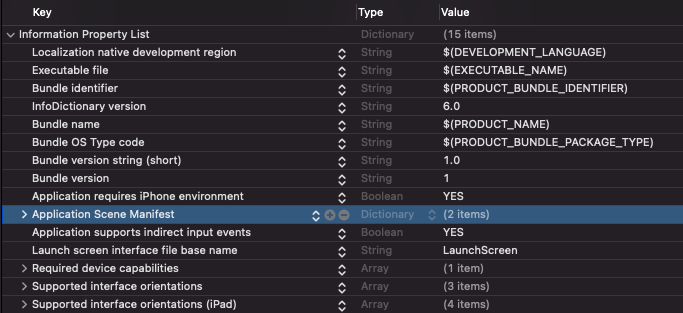 Key Type Value
Information Property List Dictionary (15 items)
Localization native development region String $(DEVELOPMENT_LANGUAGE)
Executable file String $(EXECUTABLE_NAME)
Bundle identifier String $(PRODUCT_BUNDLE_IDENTIFIER)
InfoDictionary version String 6.0
Bundle name String $(PRODUCT_NAME)
Bundle OS Type code String $(PRODUCT_BUNDLE_PACKAGE_TYPE)
Bundle version string (short) String 1.0
Bundle version String 1
Application requires iPhone environment Boolean YES
Application Scene Manifest Dictionary (2 items)
Application supports indirect input events Boolean YES
Launch screen interface file base name String LaunchScreen
Required device capabilities Array (1 item)
Supported interface orientations Array (3 items)
Supported interface orientations (iPad) Array (4 items)